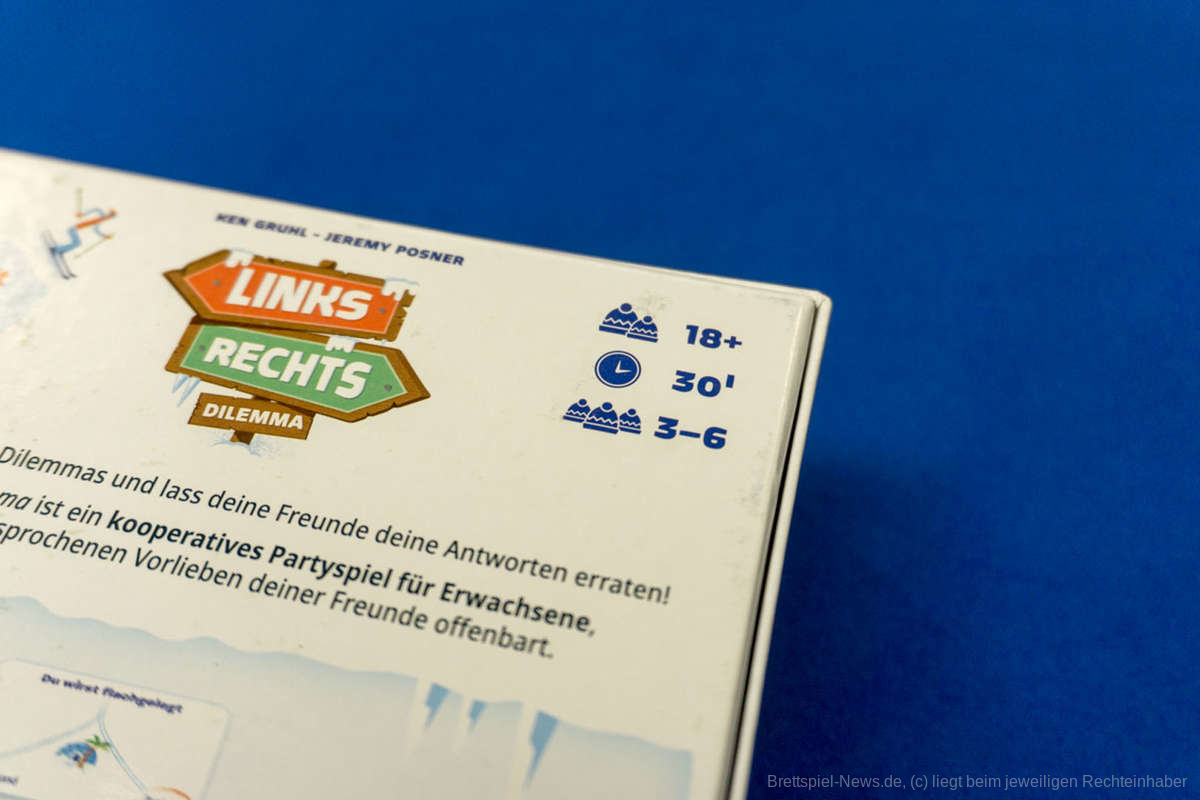 KEN GRUHL - JEREMY POSNER
LINKS
RECHTS
DILEMMA
18+
30'
3–6
Dilemmas und lass deine Freunde deine Antworten erraten!
ma ist ein kooperatives Partyspiel für Erwachsene,
sprochenen Vorlieben deiner Freunde offenbart.
Du wirst flachgelegt
Brettspiel-News.de, (c) liegt beim jeweiligen Rechteinhaber